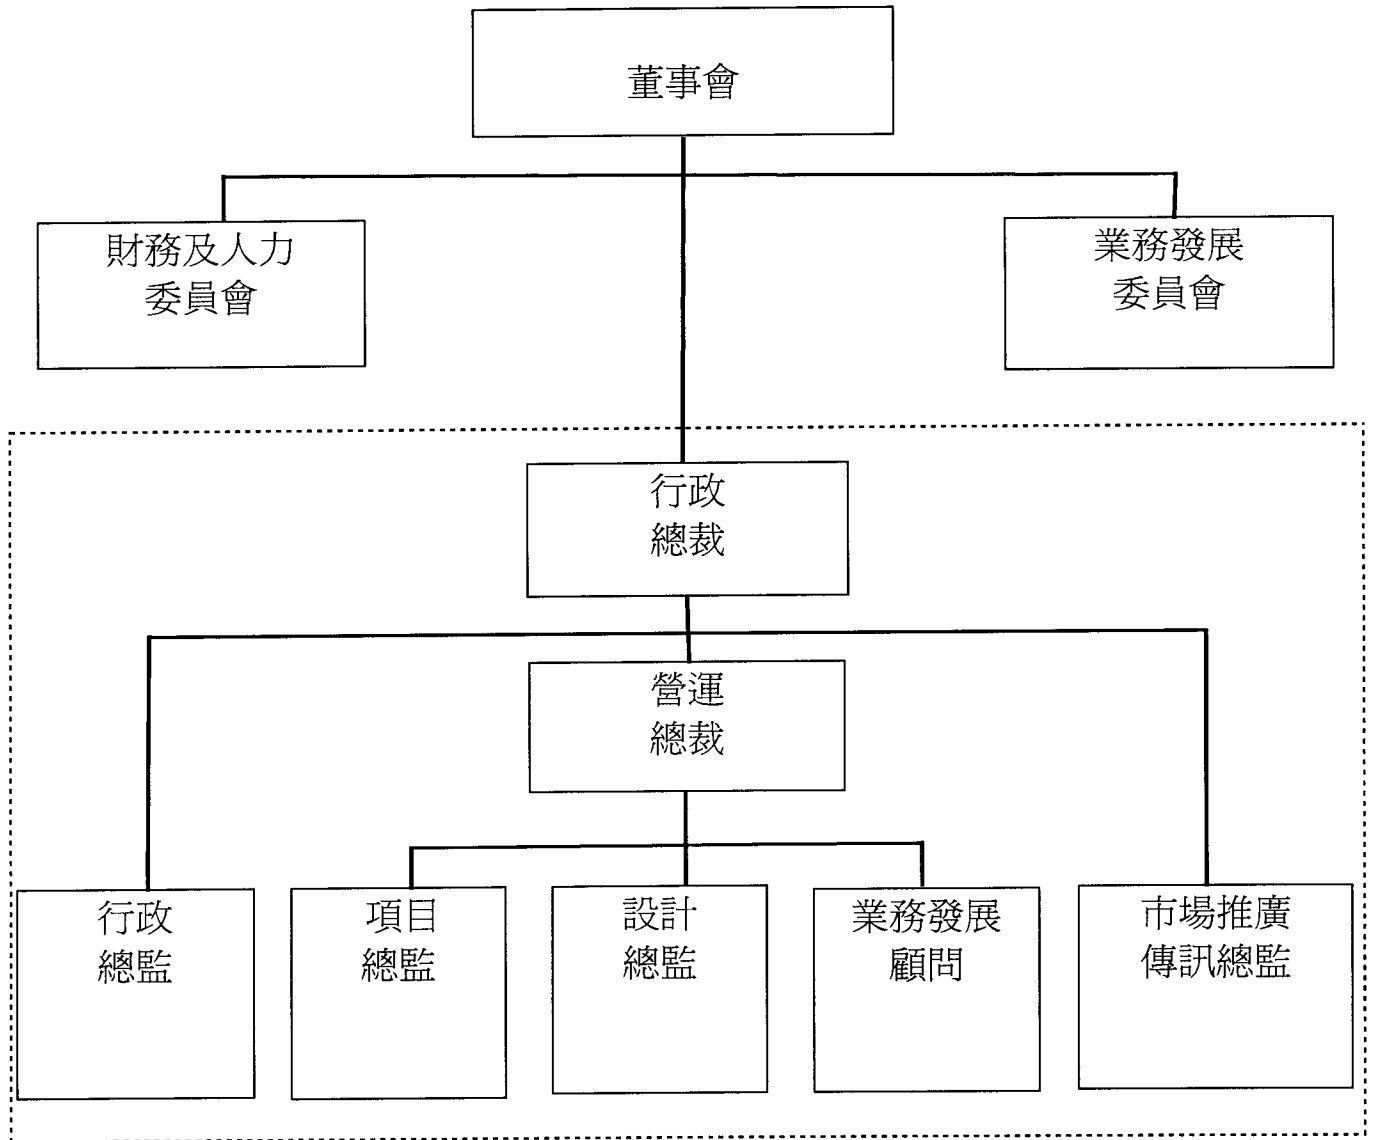 董事會
財務及人力
委員會
業務發展
委員會
行政
總裁
營運
總裁
行政
總監
項目
總監
設計
總監
業務發展
顧問
市場推廣
傳訊總監